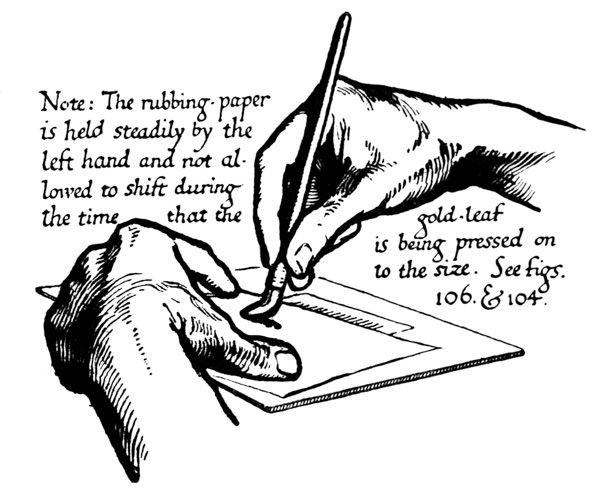 Note: The rubbing-paper
is held steadily by the
left hand and not al-
lowed to shift during
the time that the
gold-leaf
is being pressed on
to the size. See figs.
106. & 104.